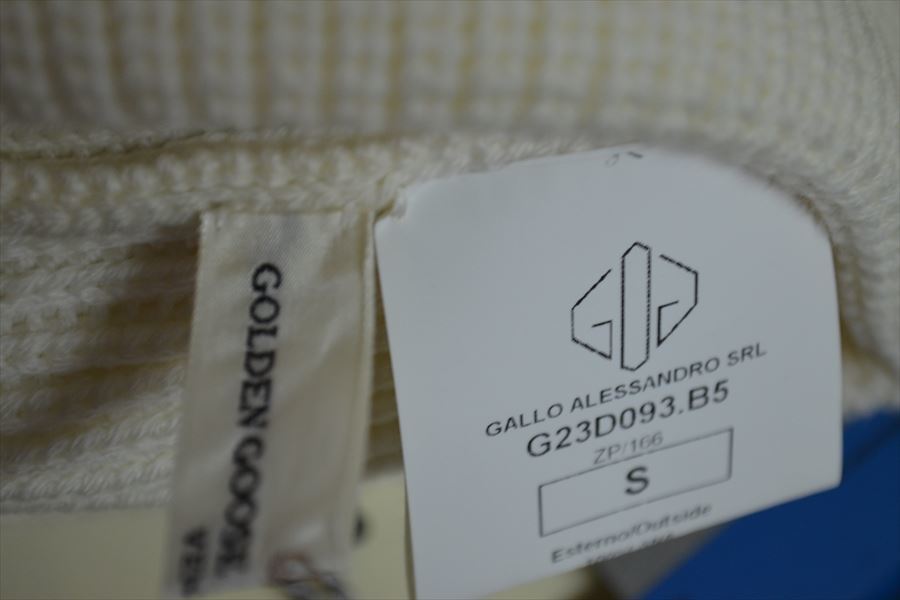 GOLDEN GOOSE
GALLO ALESSANDRO SRL
G23D093.B5
ZP/166
S
Esterno/Outside